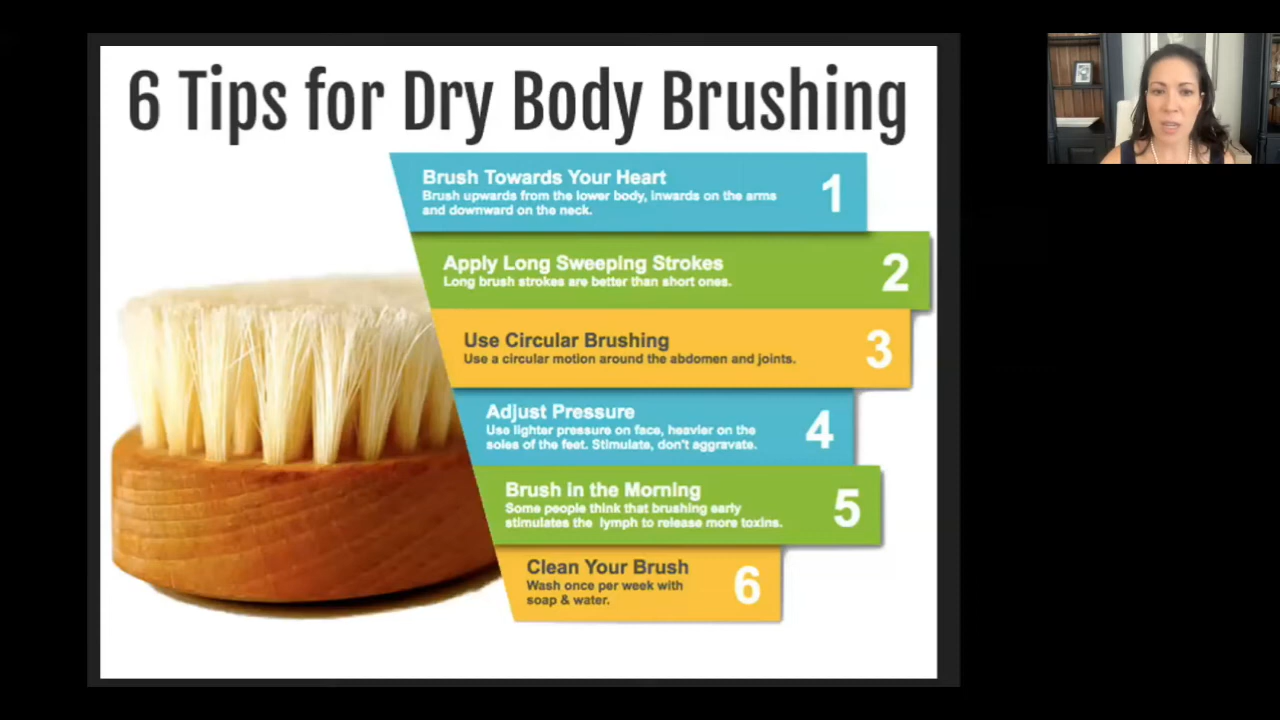 6 Tips for Dry Body Brushing
Brush Towards Your Heart
Brush upwards from the lower body, inwards on the arms
and downward on the neck.
1
Apply Long Sweeping Strokes
Long brush strokes are better than short ones.
2
Use Circular Brushing
Use a circular motion around the abdomen and joints.
3
Adjust Pressure
Use lighter pressure on face, heavier on the
soles of the feet. Stimulate, don't aggravate.
4
Brush in the Morning
Some people think that brushing early
stimulates the lymph to release more toxins.
5
Clean Your Brush
Wash once per week with
soap & water.
6